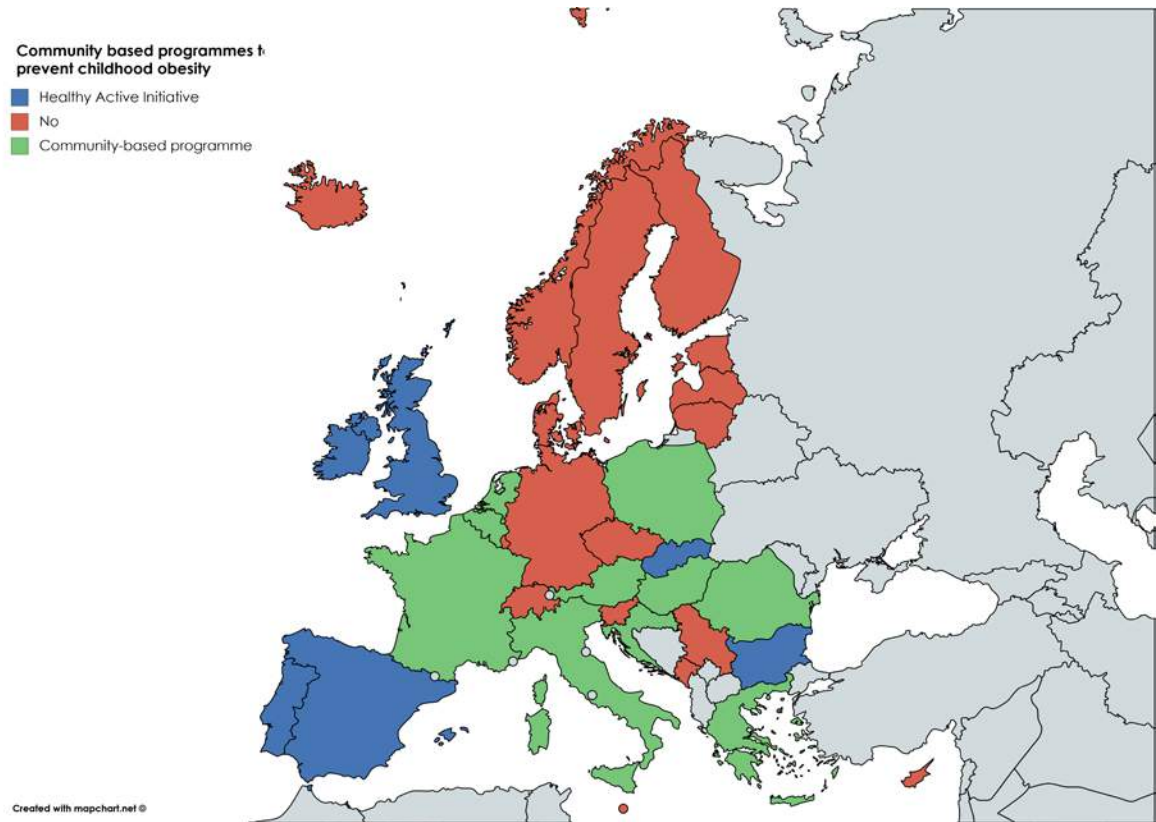 Community based programmes t
prevent childhood obesity
Healthy Active Initiative
No
Community-based programme
Created with mapchart.net ©